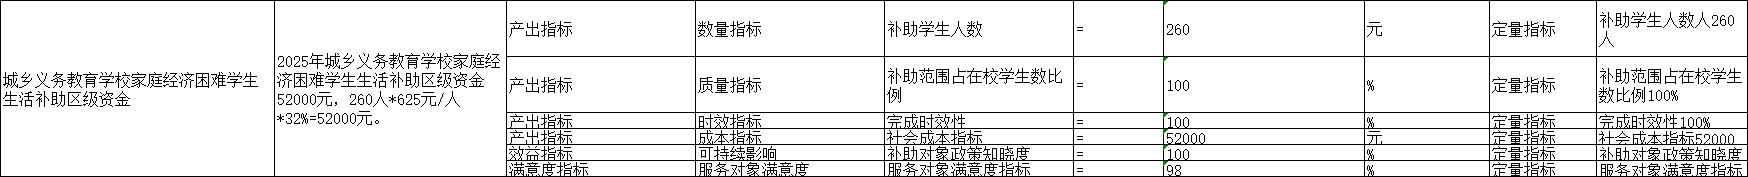 城乡义务教育学校家庭经济困难学生
生活补助区级资金
2025年城乡义务教育学校家庭经
济困难学生生活补助区级资金
52000元，260人*625元/人
*32%=52000元。
产出指标 数量指标 补助学生人数 = 260 元 定量指标 补助学生人数人260
人
产出指标 质量指标 补助范围占在校学生数比
例 = 100 % 定量指标 补助范围占在校学生
数比例100%
产出指标 时效指标 完成时效性 = 100 % 定量指标 完成时效性100%
产出指标 成本指标 社会成本指标 = 52000 元 定量指标 社会成本指标52000
效益指标 可持续影响 补助对象政策知晓度 = 100 % 定量指标 补助对象政策知晓度
满意度指标 服务对象满意度 服务对象满意度指标 = 98 % 定量指标 服务对象满意度指标